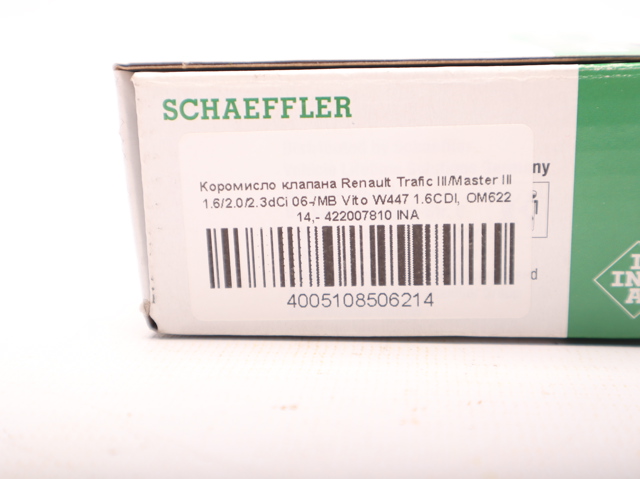 SCHAEFFLER
Коромисло клапана Renault Trafic III/Master III
1.6/2.0/2.3dCi 06-/MB Vito W447 1.6CDI, OM622
14,- 422007810 INA
4005108506214